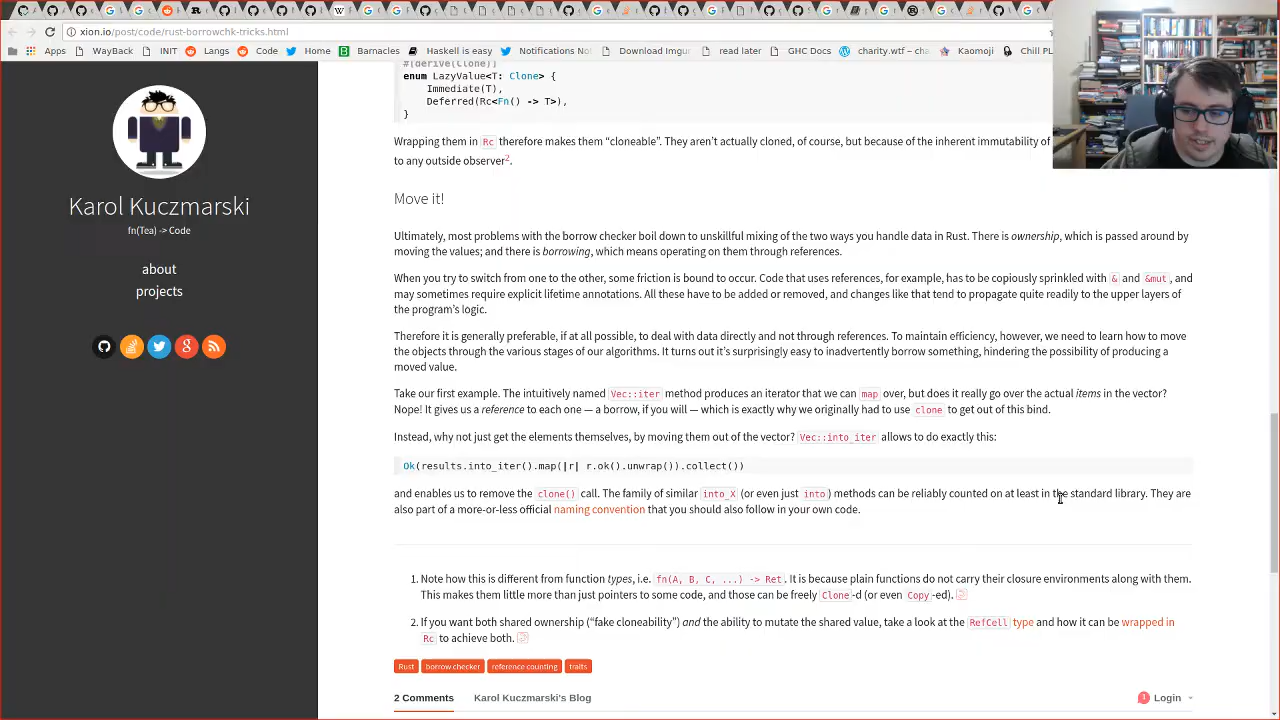 xion.io/post/code/rust-borrowchk-tricks.html
Apps WayBack INIT Langs Code Home Barnacles Haskell is easy Notification Not Download Imgur read later GHC Docs charity wtf – cha Kaomoji Chill PL
Karol Kuczmarski
fn(Tea) -> Code
about
projects
#[derive(Clone)]
enum LazyValue<T: Clone> {
Immediate(T),
Deferred(Rc<Fn() -> T>),
}
Wrapping them in Rc therefore makes them “cloneable”. They aren’t actually cloned, of course, but because of the inherent immutability of
to any outside observer2.
Move it!
Ultimately, most problems with the borrow checker boil down to unskillful mixing of the two ways you handle data in Rust. There is ownership, which is passed around by
moving the values; and there is borrowing, which means operating on them through references.
When you try to switch from one to the other, some friction is bound to occur. Code that uses references, for example, has to be copiously sprinkled with & and &mut, and
may sometimes require explicit lifetime annotations. All these have to be added or removed, and changes like that tend to propagate quite readily to the upper layers of
the program’s logic.
Therefore it is generally preferable, if at all possible, to deal with data directly and not through references. To maintain efficiency, however, we need to learn how to move
the objects through the various stages of our algorithms. It turns out it’s surprisingly easy to inadvertently borrow something, hindering the possibility of producing a
moved value.
Take our first example. The intuitively named Vec::iter method produces an iterator that we can map over, but does it really go over the actual items in the vector?
Nope! It gives us a reference to each one — a borrow, if you will — which is exactly why we originally had to use clone to get out of this bind.
Instead, why not just get the elements themselves, by moving them out of the vector? Vec::into_iter allows to do exactly this:
Ok(results.into_iter().map(|r| r.ok().unwrap()).collect())
and enables us to remove the clone() call. The family of similar into_X (or even just into) methods can be reliably counted on at least in the standard library. They are
also part of a more-or-less official naming convention that you should also follow in your own code.
1. Note how this is different from function types, i.e. fn(A, B, C, ...) -> Ret. It is because plain functions do not carry their closure environments along with them.
This makes them little more than just pointers to some code, and those can be freely Clone-d (or even Copy-ed).
2. If you want both shared ownership (“fake cloneability”) and the ability to mutate the shared value, take a look at the RefCell type and how it can be wrapped in
Rc to achieve both.
Rust borrow checker reference counting traits
2 Comments Karol Kuczmarski's Blog 1 Login